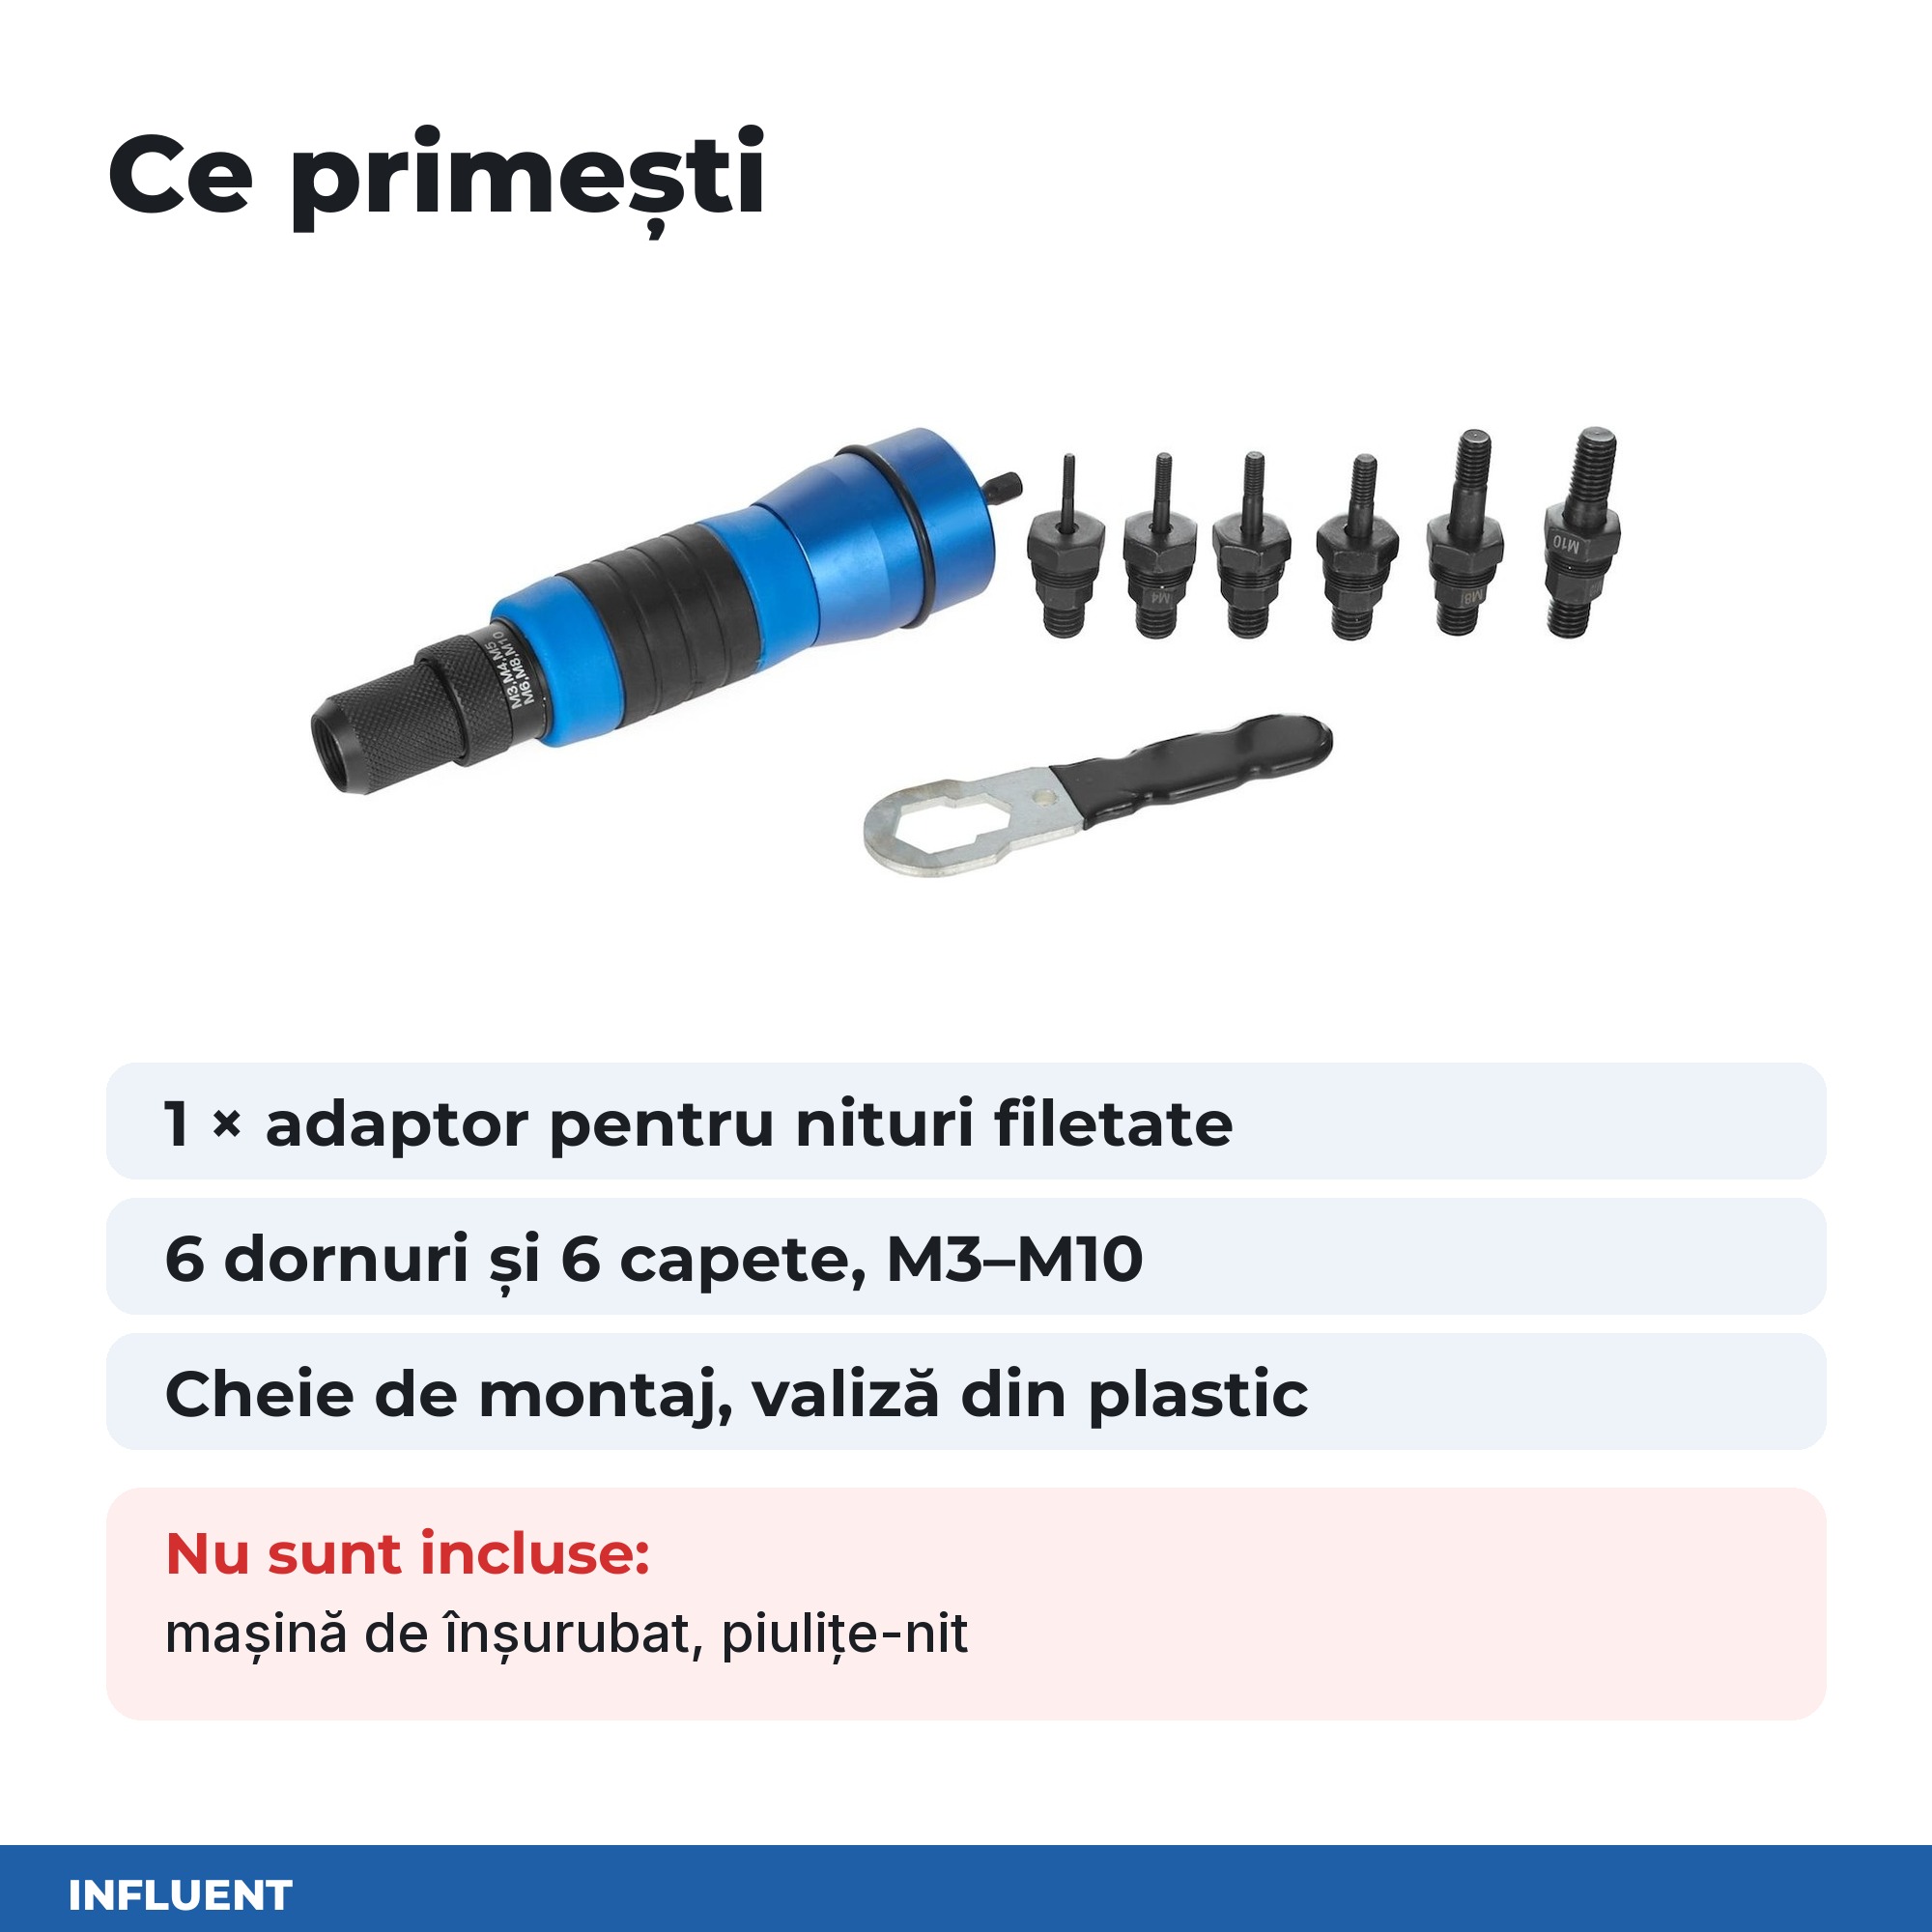 Ce primești
M3,M4,M5
M6,M8,M10
M4
M8
M10
1 × adaptor pentru nituri filetate
6 dornuri și 6 capete, M3–M10
Cheie de montaj, valiză din plastic
Nu sunt incluse:
mașină de înșurubat, piulițe-nit
INFLUENT